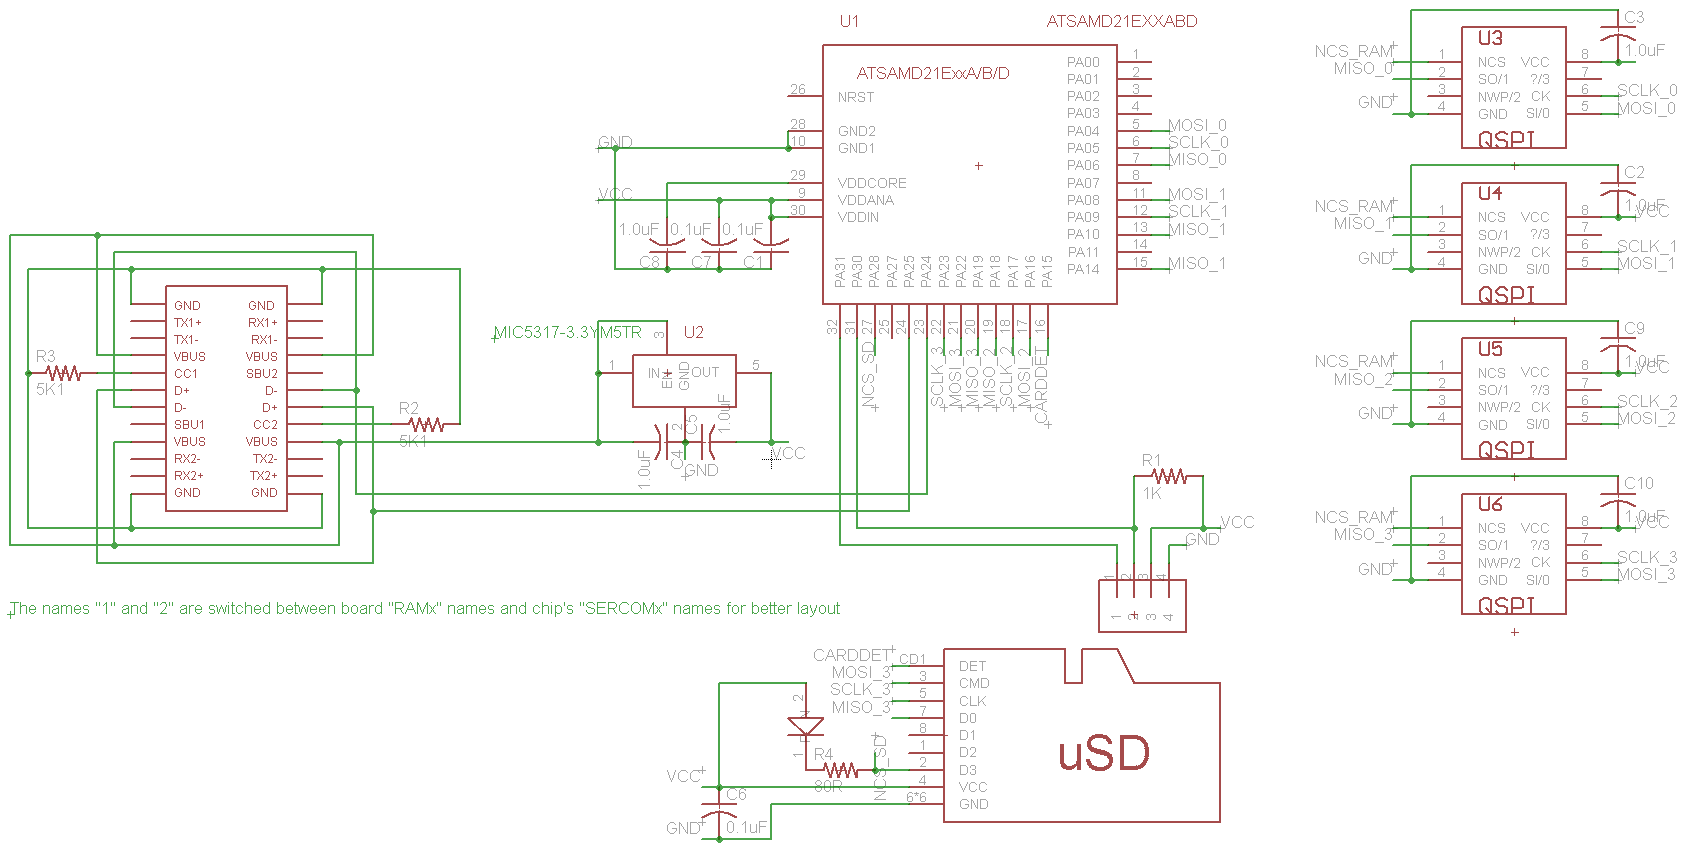 U1
ATSAMD21EXXABD
ATSAMD21ExxA/B/D
26 NRST
28 GND2
10 GND1
29 VDDCORE
9 VDDANA
30 VDDIN
GND
VCC
1.0uF 0.1uF 0.1uF
C8 C7 C1
PA00 1
PA01 2
PA02 3
PA03 4
PA04 5 MOSI_0
PA05 6 SCLK_0
PA06 7 MISO_0
PA07 8
PA08 11 MOSI_1
PA09 12 SCLK_1
PA10 13 MISO_1
PA11 14
PA14 15 MISO_1
PA31 PA30 PA28 PA27 PA25 PA24 PA23 PA22 PA19 PA18 PA17 PA16 PA15
32 31 27 25 24 23 22 21 20 19 18 17 16
NCS_SD SCLK_3 MOSI_3 MISO_3 MISO_2 SCLK_2 MOSI_2 CARDDET
C3
1.0uF
U3
NCS_RAM 1 NCS VCC 8
MISO_0 2 SO/1 ?/3 7
3 NWP/2 CK 6 SCLK_0
GND 4 GND SI/0 5 MOSI_0
QSPI
C2
1.0uF
U4
NCS_RAM 1 NCS VCC 8 VCC
MISO_1 2 SO/1 ?/3 7
3 NWP/2 CK 6 SCLK_1
GND 4 GND SI/0 5 MOSI_1
QSPI
C9
1.0uF
U5
NCS_RAM 1 NCS VCC 8 VCC
MISO_2 2 SO/1 ?/3 7
3 NWP/2 CK 6 SCLK_2
GND 4 GND SI/0 5 MOSI_2
QSPI
C10
1.0uF
U6
NCS_RAM 1 NCS VCC 8 VCC
MISO_3 2 SO/1 ?/3 7
3 NWP/2 CK 6 SCLK_3
GND 4 GND SI/0 5 MOSI_3
QSPI
GND GND
TX1+ RX1+
TX1- RX1-
VBUS VBUS
CC1 SBU2
D+ D-
D- D+
SBU1 CC2
VBUS VBUS
RX2- TX2-
RX2+ TX2+
GND GND
R3
5K1
R2
5K1
MIC5317-3.3YM5TR
U2
3
1 IN EN GND OUT 5
2
1.0uF C4 C5 1.0uF
GND
VCC
R1
1K
VCC
GND
1 2 3 4
1 2 3 4
The names "1" and "2" are switched between board "RAMx" names and chip's "SERCOMx" names for better layout
CARDDET CD1 DET
MOSI_3 3 CMD
SCLK_3 5 CLK
MISO_3 7 D0
8 D1
1 D2
2 D3
4 VCC
6*6 GND
uSD
2
1
R4
80R
NCS_SD
VCC
C6
GND
0.1uF